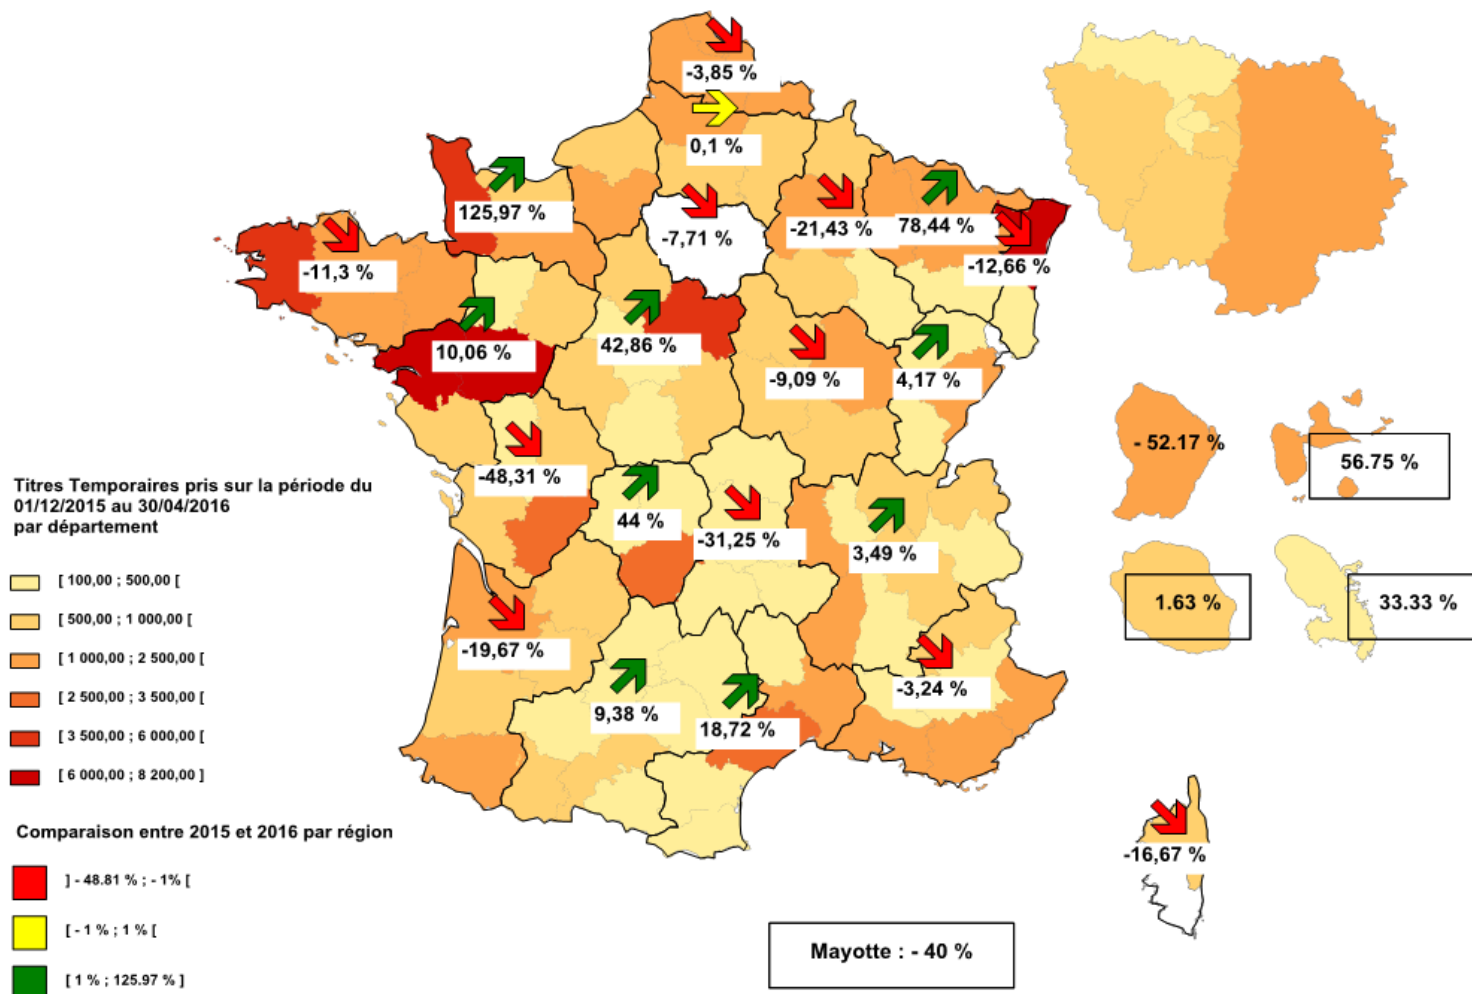 -3,85 %
0,1 %
125,97 %
-7,71 %
-21,43 %
78,44 %
-12,66 %
-11,3 %
10,06 %
42,86 %
-9,09 %
4,17 %
- 52.17 %
56.75 %
-48,31 %
44 %
-31,25 %
3,49 %
1.63 %
33.33 %
-19,67 %
-3,24 %
9,38 %
18,72 %
-16,67 %
Mayotte : - 40 %
Titres Temporaires pris sur la période du
01/12/2015 au 30/04/2016
par département
[ 100,00 ; 500,00 [
[ 500,00 ; 1 000,00 [
[ 1 000,00 ; 2 500,00 [
[ 2 500,00 ; 3 500,00 [
[ 3 500,00 ; 6 000,00 [
[ 6 000,00 ; 8 200,00 ]
Comparaison entre 2015 et 2016 par région
] - 48.81 % ; - 1% [
[ - 1 % ; 1 % [
[ 1 % ; 125.97 % ]